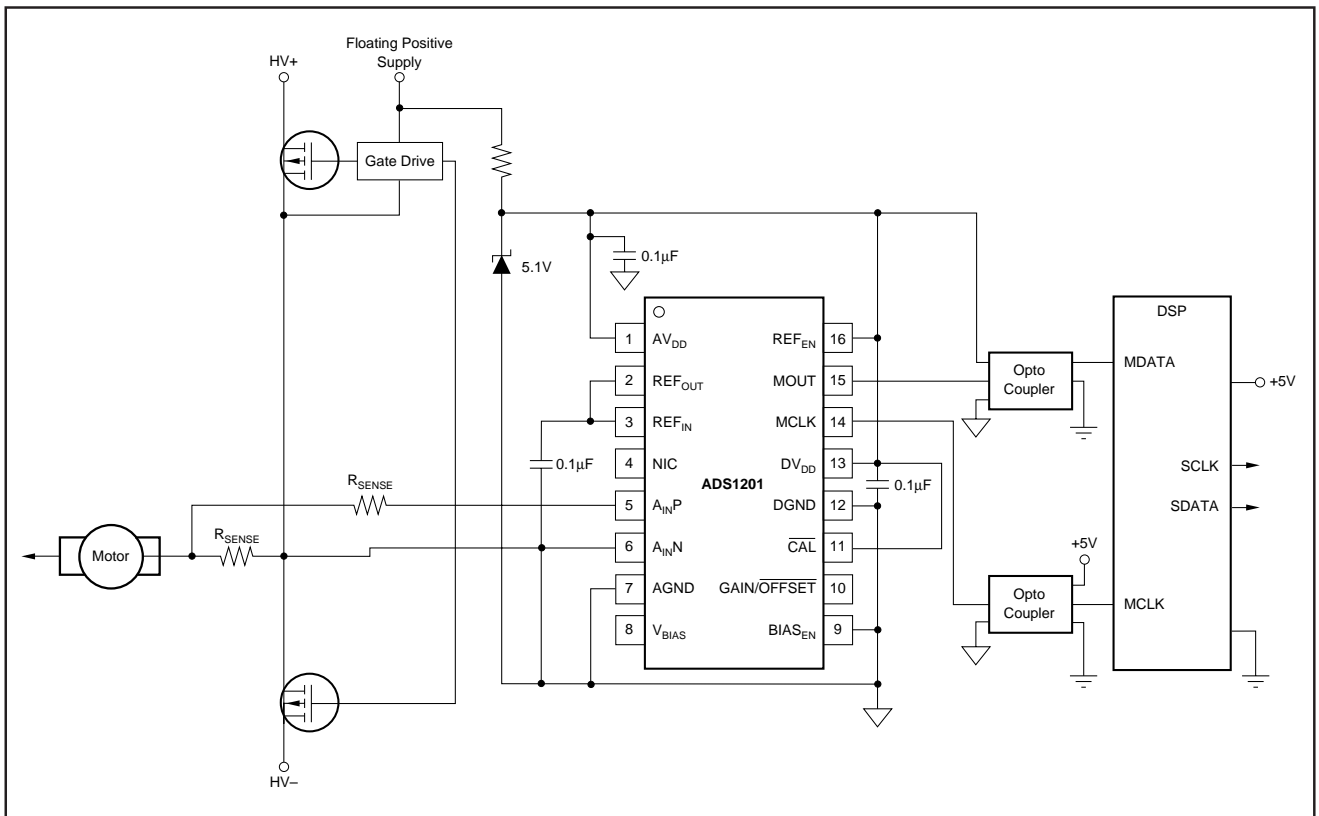 Floating Positive
Supply
HV+
Gate Drive
5.1V
0.1µF
DSP
1 AVDD REFEN 16
2 REFOUT MOUT 15
3 REFIN MCLK 14
4 NIC DVDD 13
5 AINP DGND 12
6 AINN CAL 11
7 AGND GAIN/OFFSET 10
8 VBIAS BIASEN 9
ADS1201
0.1µF
0.1µF
RSENSE
RSENSE
Motor
Opto
Coupler
MDATA
+5V
SCLK
SDATA
+5V
Opto
Coupler
MCLK
HV–